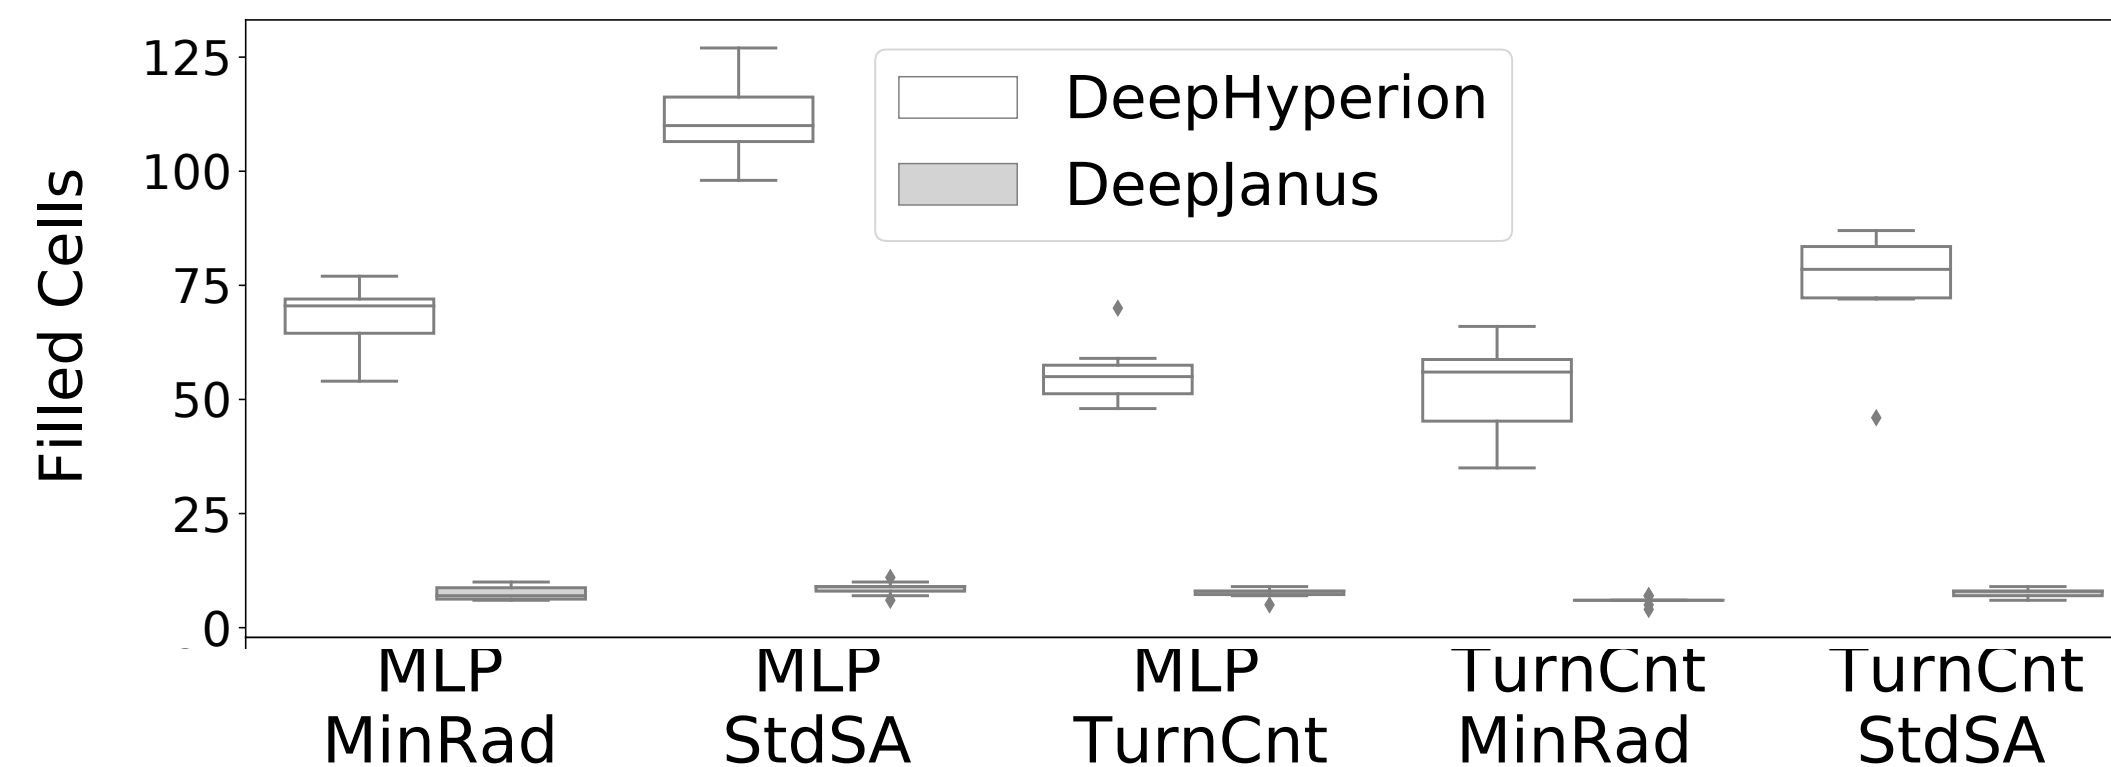 Filled Cells
125
100
75
50
25
0
DeepHyperion
DeepJanus
MLP MLP MLP TurnCnt TurnCnt
MinRad StdSA TurnCnt MinRad StdSA